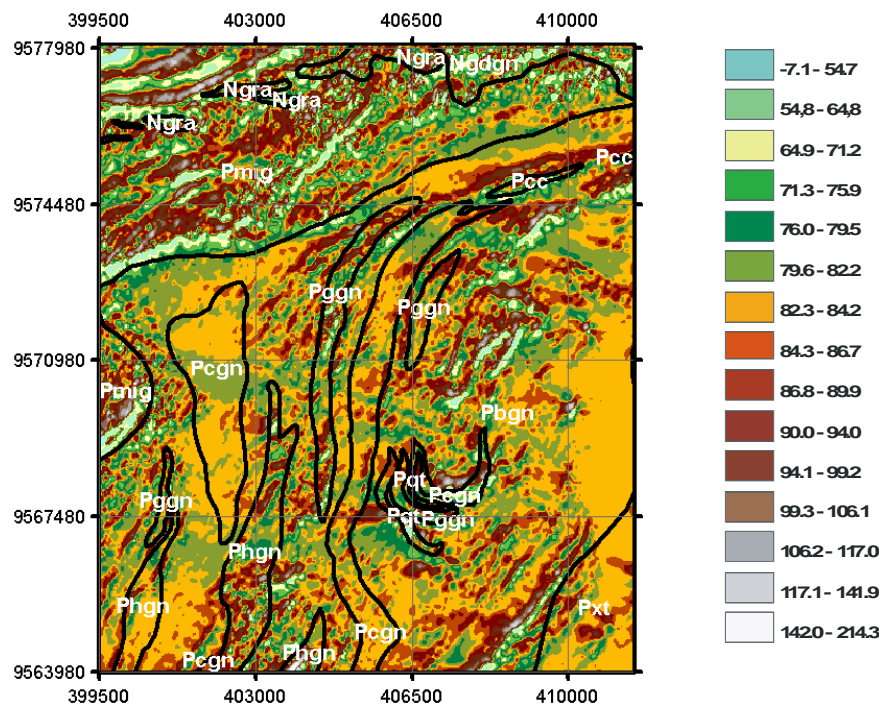 399500 403000 406500 410000
9577980
Ngra Ngdgn
Ngra Ngra
Ngra
Pcc
Pmig Pcc
9574480
Pggn Pggn
9570980
Pcgn
Pmig
Pbgn
Pqt
Pggn Pcgn
9567480
Pqt Pggn
Phgn
Phgn Pxt
Pcgn
Pcgn Phgn
9563980
399500 403000 406500 410000
-7.1 - 54.7
54,8 - 64,8
64.9 - 71.2
71.3 - 75.9
76.0 - 79.5
79.6 - 82.2
82.3 - 84.2
84.3 - 86.7
86.8 - 89.9
90.0 - 94.0
94.1 - 99.2
99.3 - 106.1
106.2 - 117.0
117.1 - 141.9
142.0 - 214.3